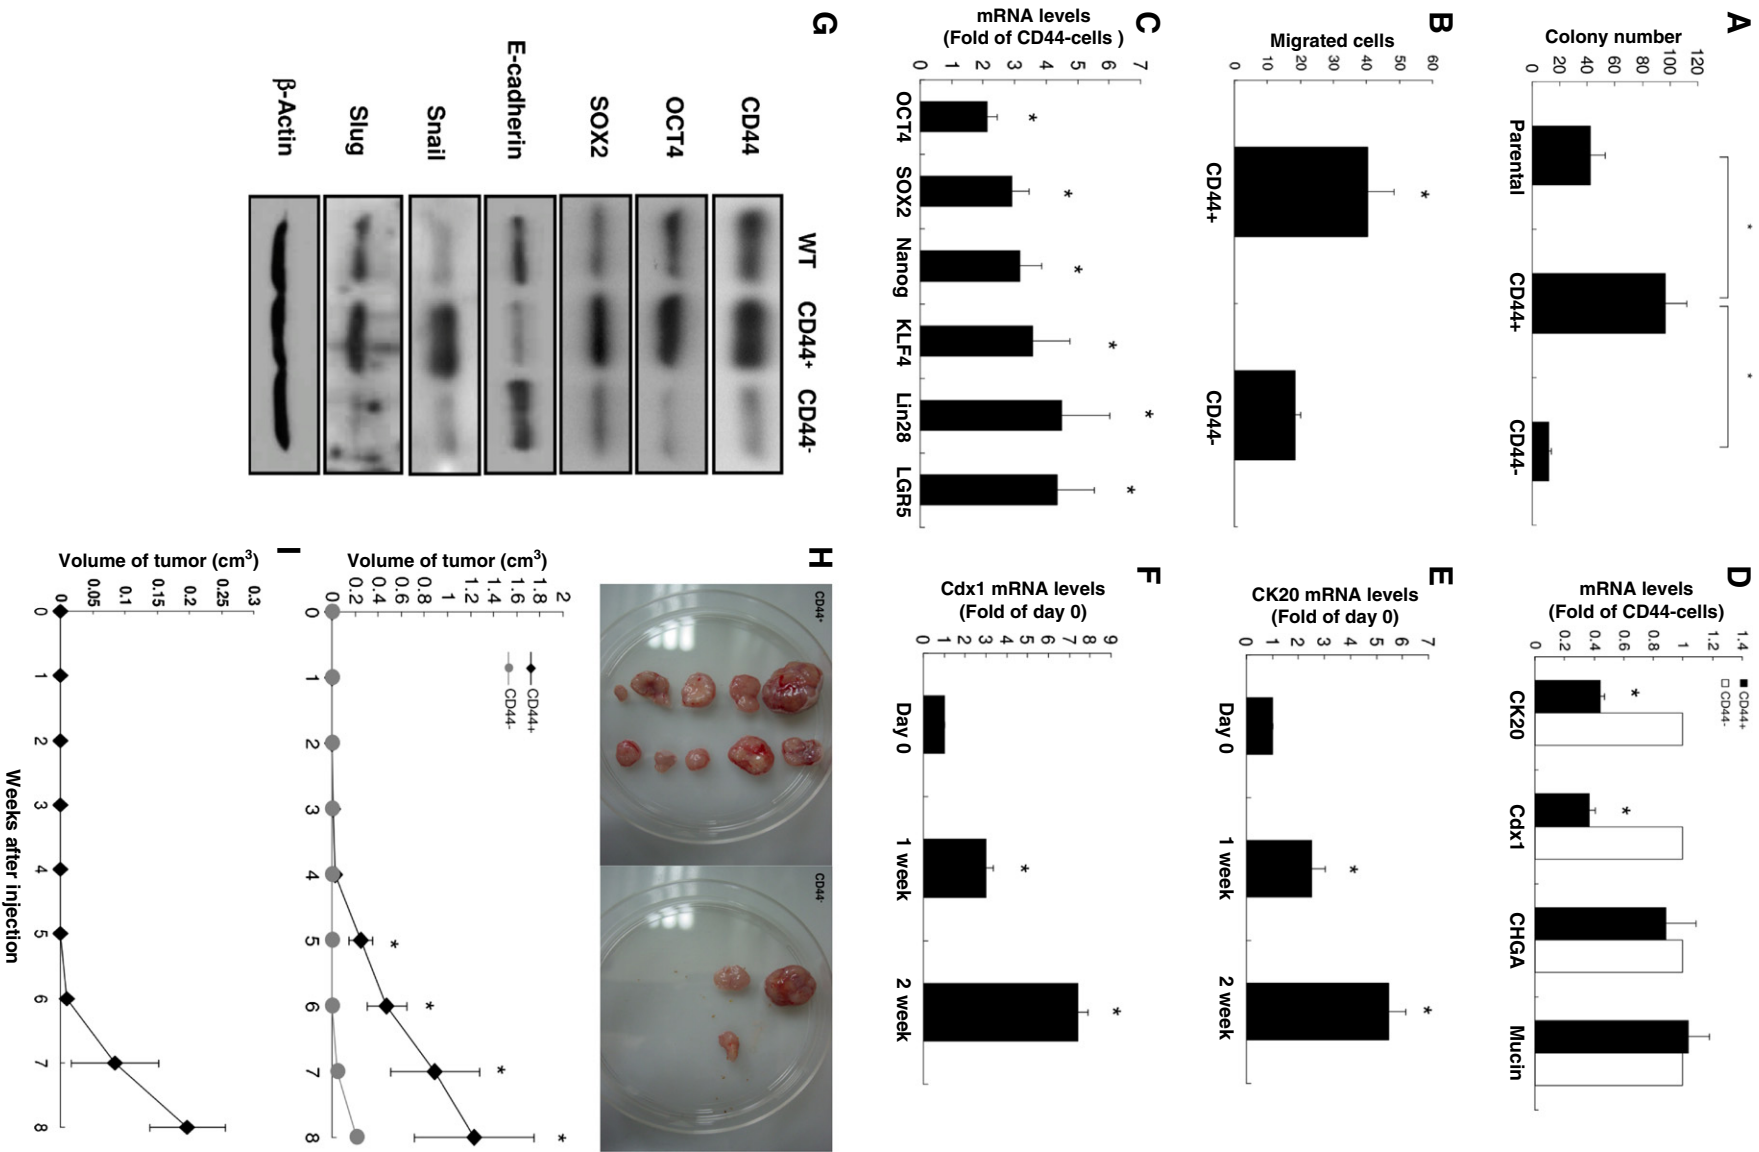 A
Colony number
120
100
80
60
40
20
0
Parental
CD44+
CD44-
*
*
B
Migrated cells
60
50
40
30
20
10
0
CD44+
CD44-
*
C
mRNA levels
(Fold of CD44-cells )
7
6
5
4
3
2
1
0
OCT4
SOX2
Nanog
KLF4
Lin28
LGR5
*
*
*
*
*
*
D
mRNA levels
(Fold of CD44-cells)
1.4
1.2
1
0.8
0.6
0.4
0.2
0
CD44+
CD44-
CK20
Cdx1
CHGA
Mucin
*
*
E
CK20 mRNA levels
(Fold of day 0)
7
6
5
4
3
2
1
0
Day 0
1 week
2 week
*
*
F
Cdx1 mRNA levels
(Fold of day 0)
9
8
7
6
5
4
3
2
1
0
Day 0
1 week
2 week
*
*
G
WT CD44+ CD44-
CD44
OCT4
SOX2
E-cadherin
Snail
Slug
β-Actin
H
CD44+
CD44-
Volume of tumor (cm3)
2
1.8
1.6
1.4
1.2
1
0.8
0.6
0.4
0.2
0
CD44+
CD44-
*
*
*
*
0 1 2 3 4 5 6 7 8
I
Volume of tumor (cm3)
0.3
0.25
0.2
0.15
0.1
0.05
0
0 1 2 3 4 5 6 7 8
Weeks after injection